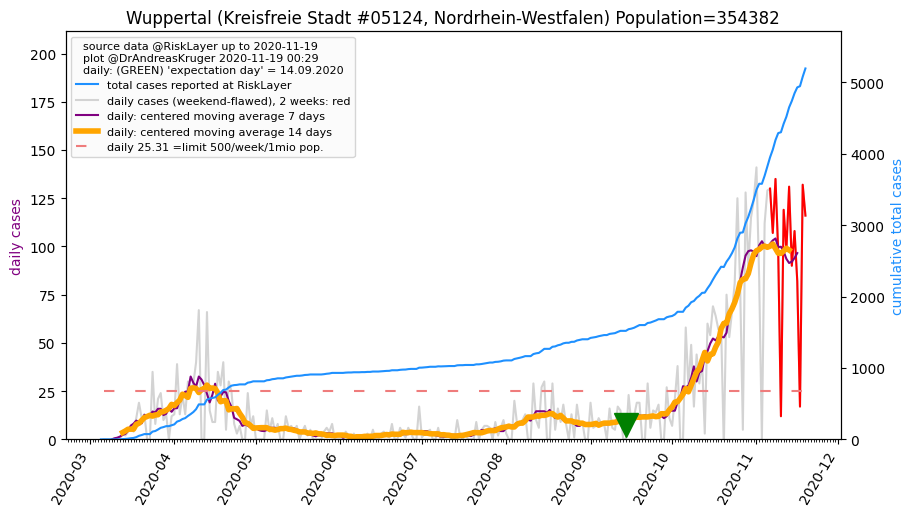 Wuppertal (Kreisfreie Stadt #05124, Nordrhein-Westfalen) Population=354382
source data @RiskLayer up to 2020-11-19
plot @DrAndreasKruger 2020-11-19 00:29
daily: (GREEN) 'expectation day' = 14.09.2020
total cases reported at RiskLayer
daily cases (weekend-flawed), 2 weeks: red
daily: centered moving average 7 days
daily: centered moving average 14 days
daily 25.31 =limit 500/week/1mio pop.
daily cases
200
175
150
125
100
75
50
25
0
cumulative total cases
5000
4000
3000
2000
1000
0
2020-03
2020-04
2020-05
2020-06
2020-07
2020-08
2020-09
2020-10
2020-11
2020-12